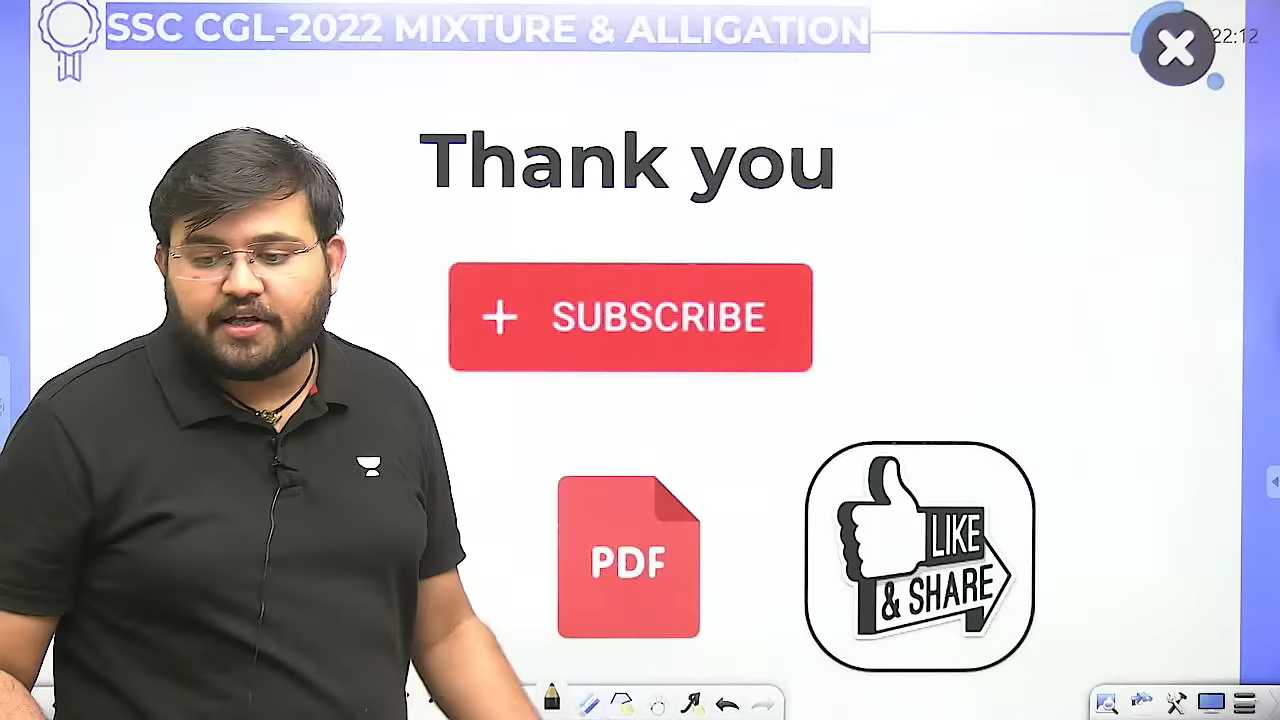 SSC CGL-2022 MIXTURE & ALLIGATION
22:12
Thank you
+ SUBSCRIBE
PDF
LIKE
& SHARE